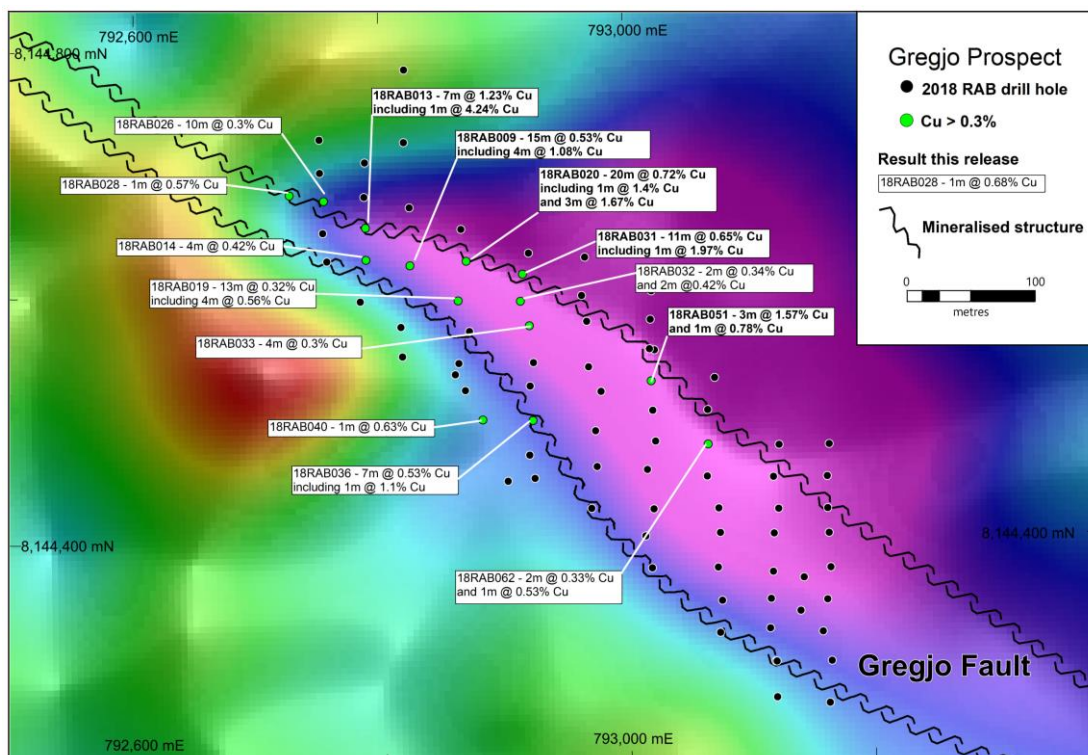 792,600 mE
793,000 mE
8,144,800 mN
18RAB013 - 7m @ 1.23% Cu
including 1m @ 4.24% Cu
18RAB026 - 10m @ 0.3% Cu
18RAB009 - 15m @ 0.53% Cu
including 4m @ 1.08% Cu
18RAB028 - 1m @ 0.57% Cu
18RAB020 - 20m @ 0.72% Cu
including 1m @ 1.4% Cu
and 3m @ 1.67% Cu
18RAB014 - 4m @ 0.42% Cu
18RAB031 - 11m @ 0.65% Cu
including 1m @ 1.97% Cu
18RAB019 - 13m @ 0.32% Cu
including 4m @ 0.56% Cu
18RAB032 - 2m @ 0.34% Cu
and 2m @0.42% Cu
18RAB033 - 4m @ 0.3% Cu
18RAB051 - 3m @ 1.57% Cu
and 1m @ 0.78% Cu
18RAB040 - 1m @ 0.63% Cu
18RAB036 - 7m @ 0.53% Cu
including 1m @ 1.1% Cu
18RAB062 - 2m @ 0.33% Cu
and 1m @ 0.53% Cu
8,144,400 mN
8,144,400 mN
Gregjo Fault
792,600 mE
793,000 mE
Gregjo Prospect
2018 RAB drill hole
Cu > 0.3%
Result this release
18RAB028 - 1m @ 0.68% Cu
Mineralised structure
0
100
metres